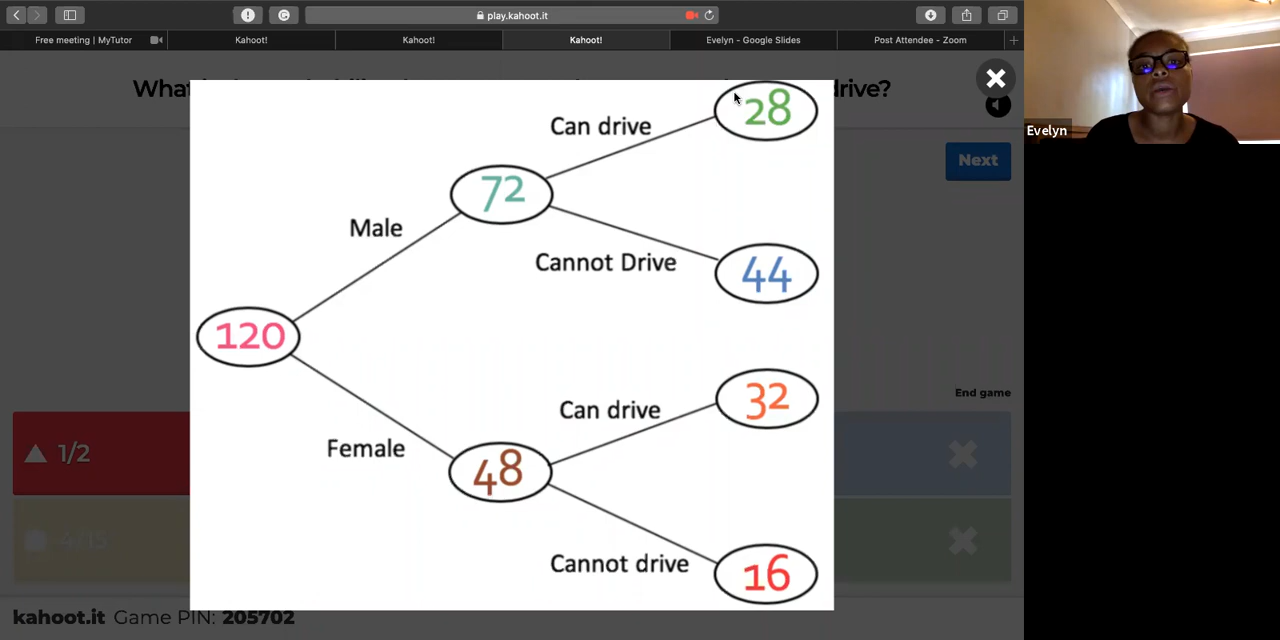 play.kahoot.it
Free meeting | MyTutor
Kahoot!
Kahoot!
Kahoot!
Evelyn - Google Slides
Post Attendee - Zoom
drive?
Next
Evelyn
Can drive
28
72
Male
Cannot Drive
44
120
Can drive
32
End game
Female
48
1/2
4/15
Cannot drive
16
kahoot.it Game PIN: 205702